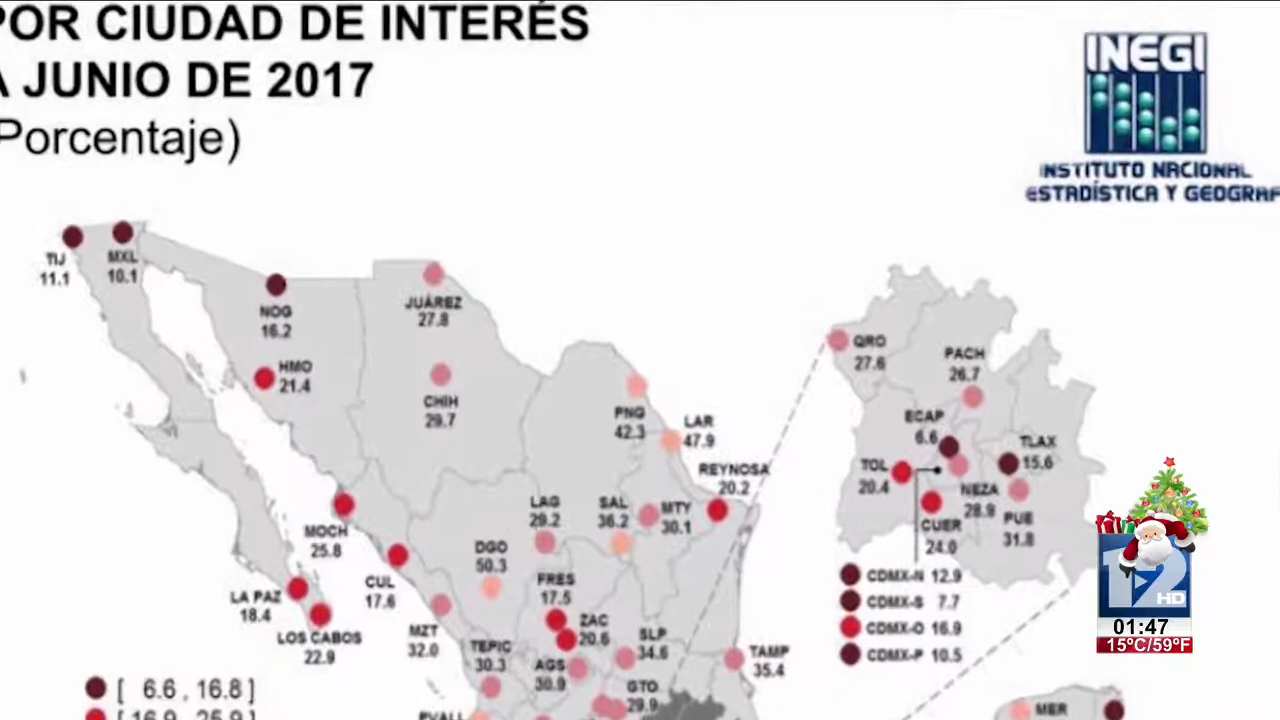 POR CIUDAD DE INTERÉS
A JUNIO DE 2017
(Porcentaje)
INEGI
INSTITUTO NACIONAL
ESTADÍSTICA Y GEOGRAF
TIJ
11.1
MXL
10.1
NOG
16.2
HMO
21.4
JUÁREZ
27.8
CHIH
29.7
PNG
42.3
LAR
47.9
REYNOSA
20.2
LAG
29.2
SAL
36.2
MTY
30.1
MOCH
25.8
CUL
17.6
DGO
50.3
LA PAZ
18.4
LOS CABOS
22.9
MZT
32.0
FRES
17.5
ZAC
20.6
TEPIC
30.3
AGS
30.9
SLP
34.6
GTO
29.9
TAMP
35.4
PVALL
QRO
27.6
PACH
26.7
ECAP
6.6
TLAX
15.6
TOL
20.4
NEZA
28.9
CUER
24.0
PUE
31.8
CDMX-N 12.9
CDMX-S 7.7
CDMX-O 16.9
CDMX-P 10.5
MER
[ 6.6 , 16.8 ]
[ 16.9 , 25.9 ]
12
HD
01:47
15°C/59°F